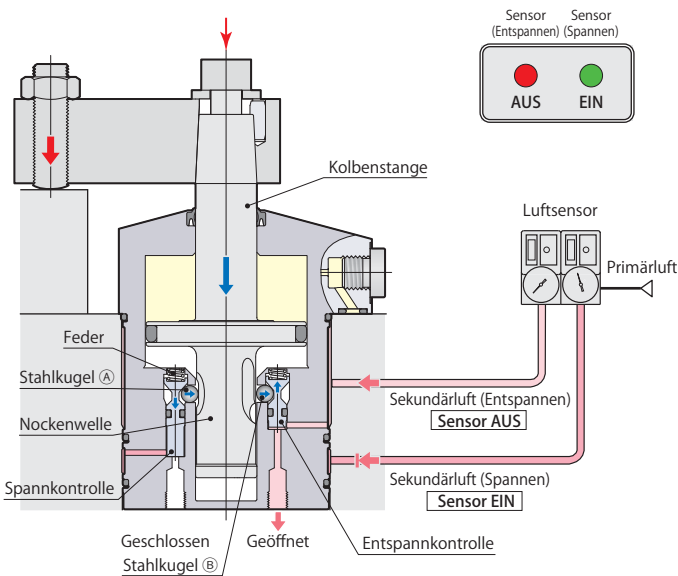 Sensor
(Entspannen)
Sensor
(Spannen)
AUS
EIN
Kolbenstange
Luftsensor
Primärluft
Feder
Stahlkugel Ⓐ
Nockenwelle
Spannkontrolle
Sekundärluft (Entspannen)
Sensor AUS
Sekundärluft (Spannen)
Sensor EIN
Geschlossen
Stahlkugel Ⓑ
Geöffnet
Entspannkontrolle